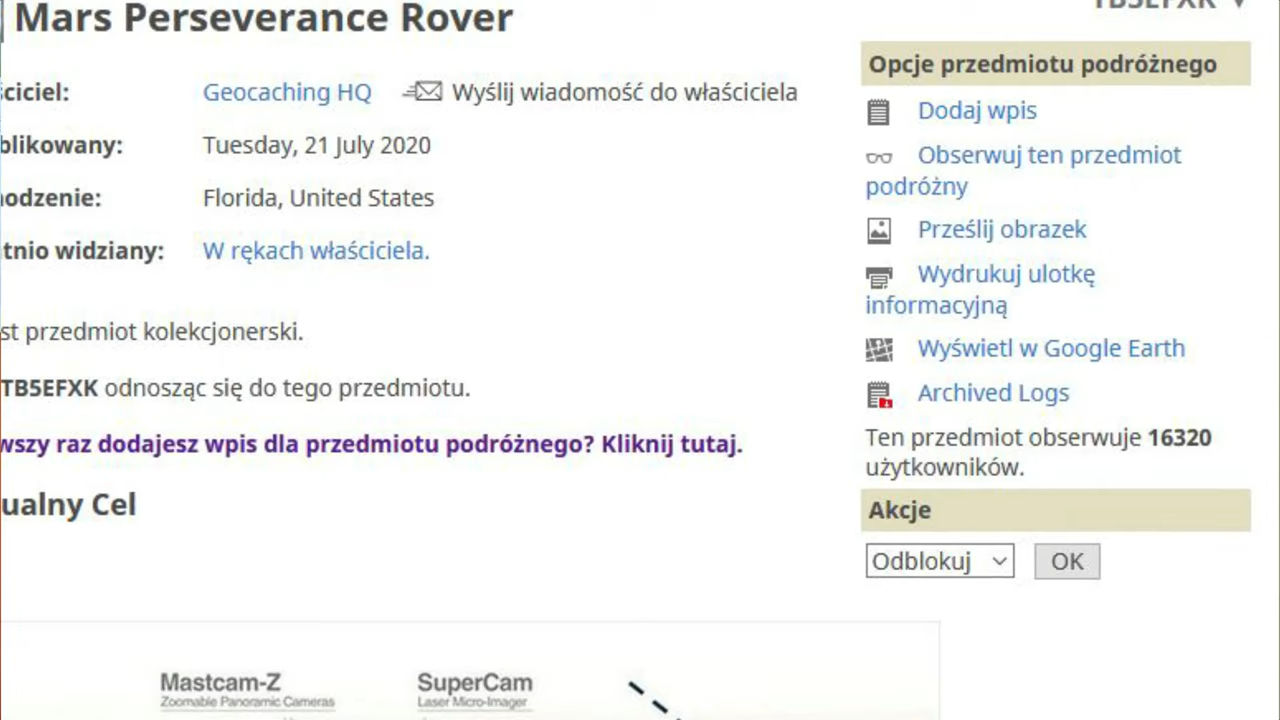 Mars Perseverance Rover
TB5EFXK
ściciel: Geocaching HQ Wyślij wiadomość do właściciela
blikowany: Tuesday, 21 July 2020
hodzenie: Florida, United States
tnio widziany: W rękach właściciela.
st przedmiot kolekcjonerski.
TB5EFXK odnosząc się do tego przedmiotu.
wszy raz dodajesz wpis dla przedmiotu podróżnego? Kliknij tutaj.
ualny Cel
Opcje przedmiotu podróżnego
Dodaj wpis
Obserwuj ten przedmiot
podróżny
Prześlij obrazek
Wydrukuj ulotkę
informacyjną
Wyświetl w Google Earth
Archived Logs
Ten przedmiot obserwuje 16320
użytkowników.
Akcje
Odblokuj OK
Mastcam-Z
Zoomable Panoramic Cameras
SuperCam
Laser Micro-Imager